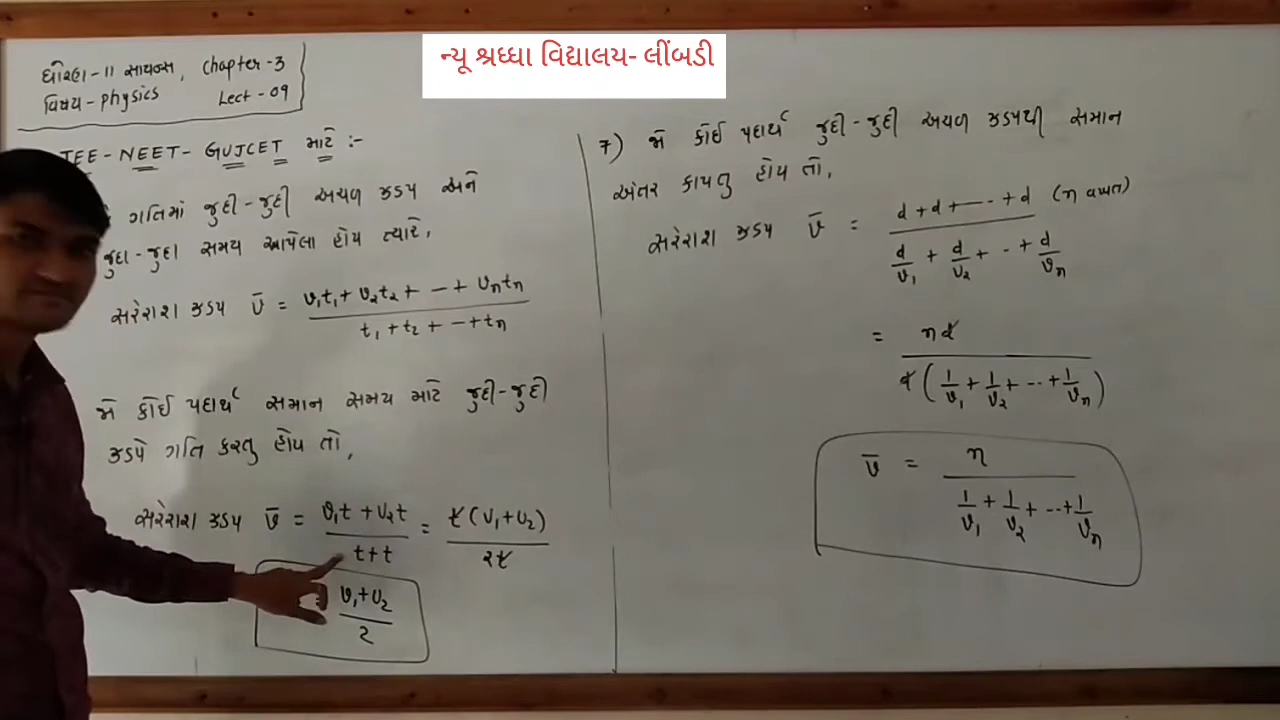 ન્યૂ શ્રધ્ધા વિદ્યાલય- લીંબડી
ધોરણ-11 સાયન્સ, Chapter-3
વિષય - physics Lect-09
JEE-NEET-GUJCET માટે :-
ગતિમાં જુદી-જુદી અચળ ઝડપ અને
જુદા-જુદા સમય આપેલા હોય ત્યારે,
સરેરાશ ઝડપ v̄ = (v₁t₁ + v₂t₂ + --- + vₙtₙ) / (t₁ + t₂ + --- + tₙ)
જો કોઈ પદાર્થ સમાન સમય માટે જુદી-જુદી
ઝડપે ગતિ કરતુ હોય તો,
સરેરાશ ઝડપ v̄ = (v₁t + v₂t) / (t + t) = t(v₁ + v₂) / 2t
= (v₁ + v₂) / 2
7) જો કોઈ પદાર્થ જુદી-જુદી અચળ ઝડપથી સમાન
અંતર કાપતુ હોય તો,
સરેરાશ ઝડપ v̄ = (d + d + --- + d) / (d/v₁ + d/v₂ + -- + d/vₙ) (n વખત)
= nd / d(1/v₁ + 1/v₂ + --- + 1/vₙ)
v̄ = n / (1/v₁ + 1/v₂ + --- + 1/vₙ)